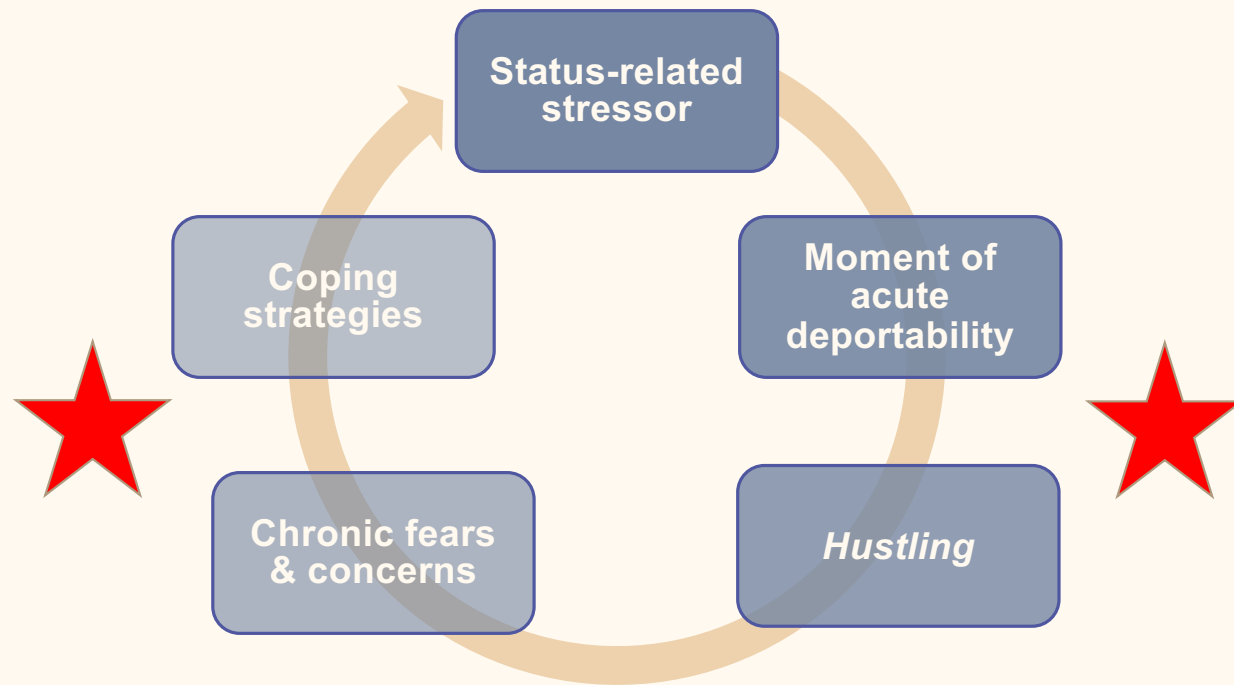 Status-related
stressor
Moment of
acute
deportability
Hustling
Chronic fears
& concerns
Coping
strategies